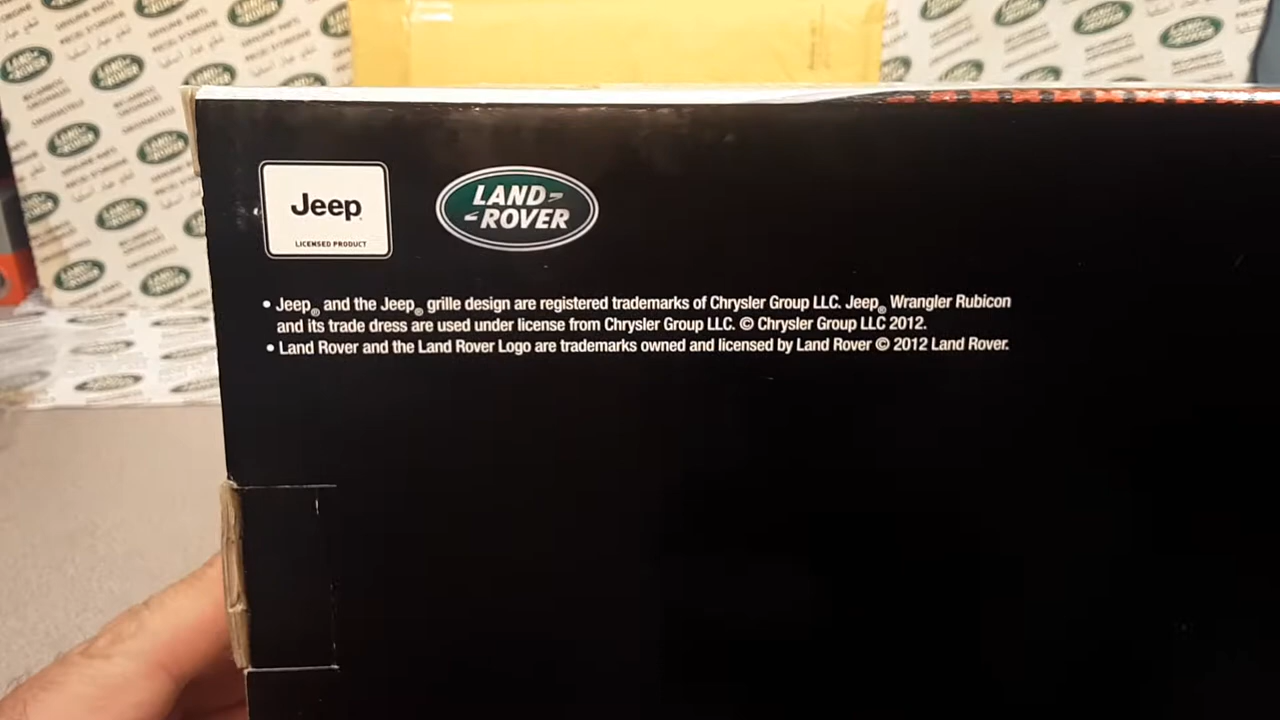 LAND-
ROVER
Jeep
LICENSED PRODUCT
LAND
ROVER
• Jeep® and the Jeep® grille design are registered trademarks of Chrysler Group LLC. Jeep® Wrangler Rubicon
and its trade dress are used under license from Chrysler Group LLC. © Chrysler Group LLC 2012.
• Land Rover and the Land Rover Logo are trademarks owned and licensed by Land Rover © 2012 Land Rover.